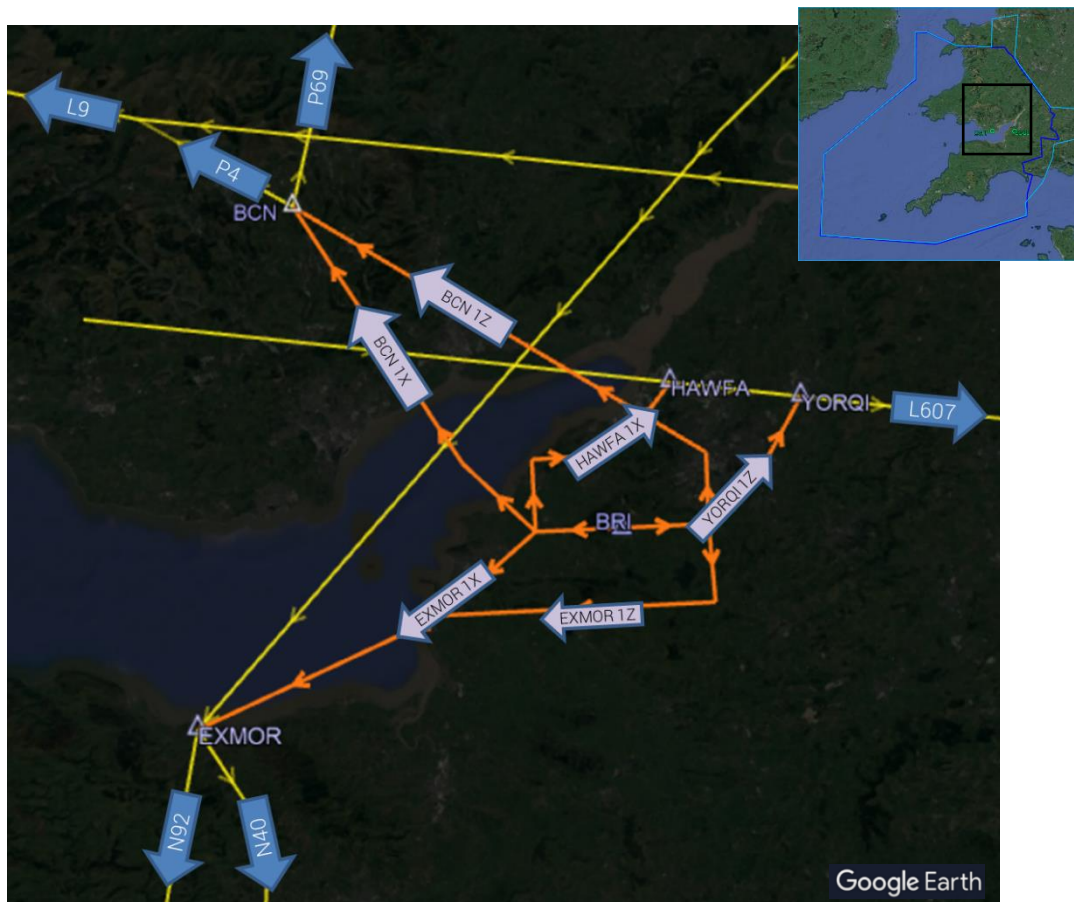 P69
L9
P4
BCN
BCN 1Z
BCN 1X
HAWFA
YORQI
L607
HAWFA 1X
YORQI 1Z
BRI
EXMOR 1X
EXMOR 1Z
EXMOR
N92
N40
Google Earth